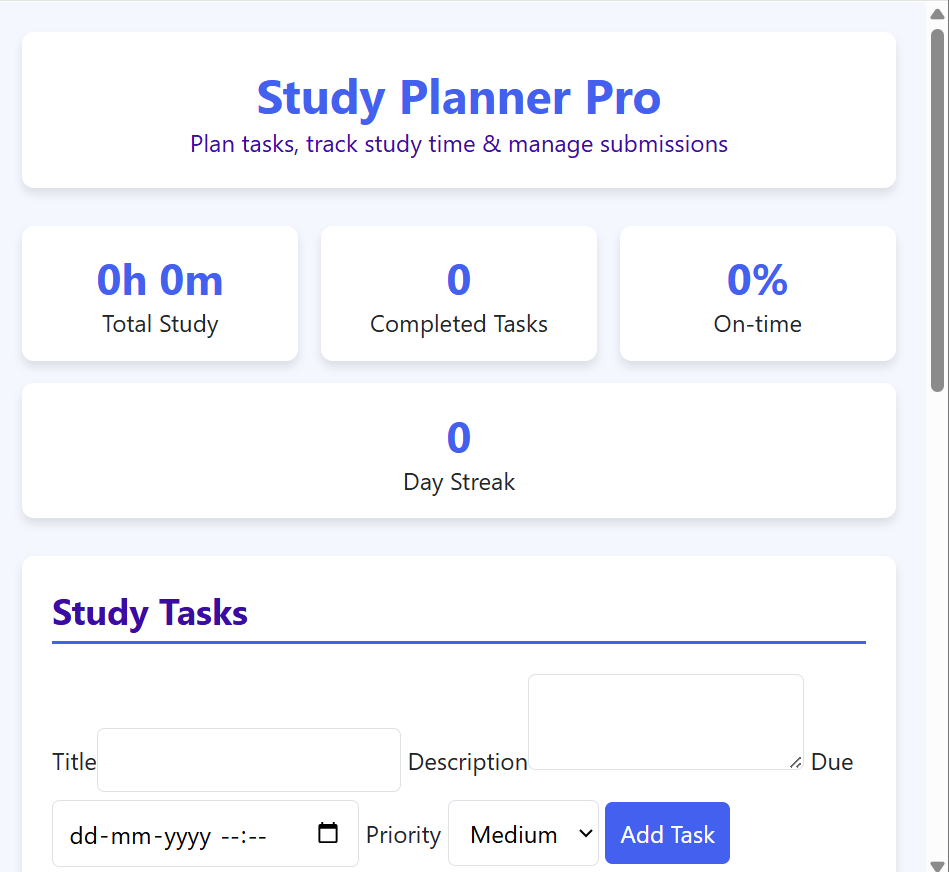 Study Planner Pro
Plan tasks, track study time & manage submissions
0h 0m
Total Study
0
Completed Tasks
0%
On-time
0
Day Streak
Study Tasks
Title Description Due
dd-mm-yyyy --:-- Priority Medium Add Task